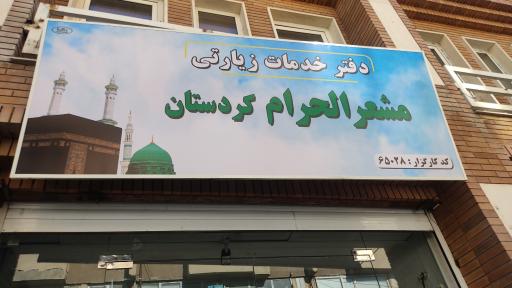 دفتر خدمات زیارتی
مشعرالحرام کردستان
کد کارگزار : ۶۵۰۲۸